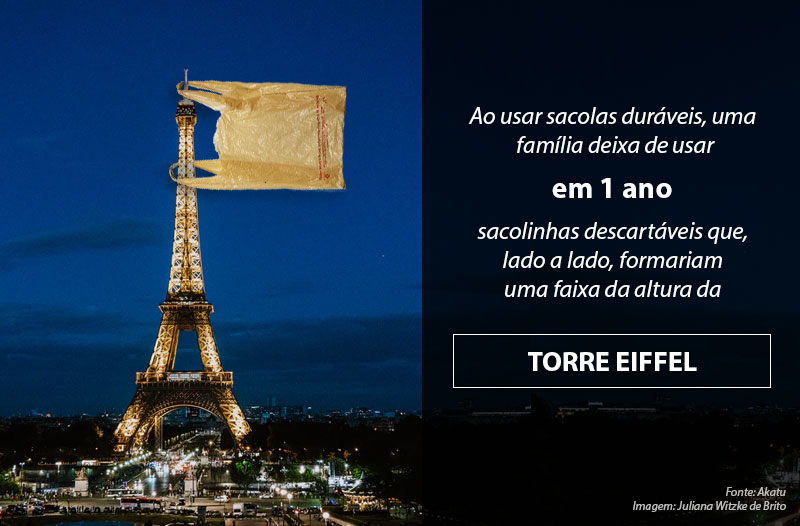 Ao usar sacolas duráveis, uma
família deixa de usar
em 1 ano
sacolinhas descartáveis que,
lado a lado, formariam
uma faixa da altura da
TORRE EIFFEL
Fonte: Akatu
Imagem: Juliana Witzke de Brito